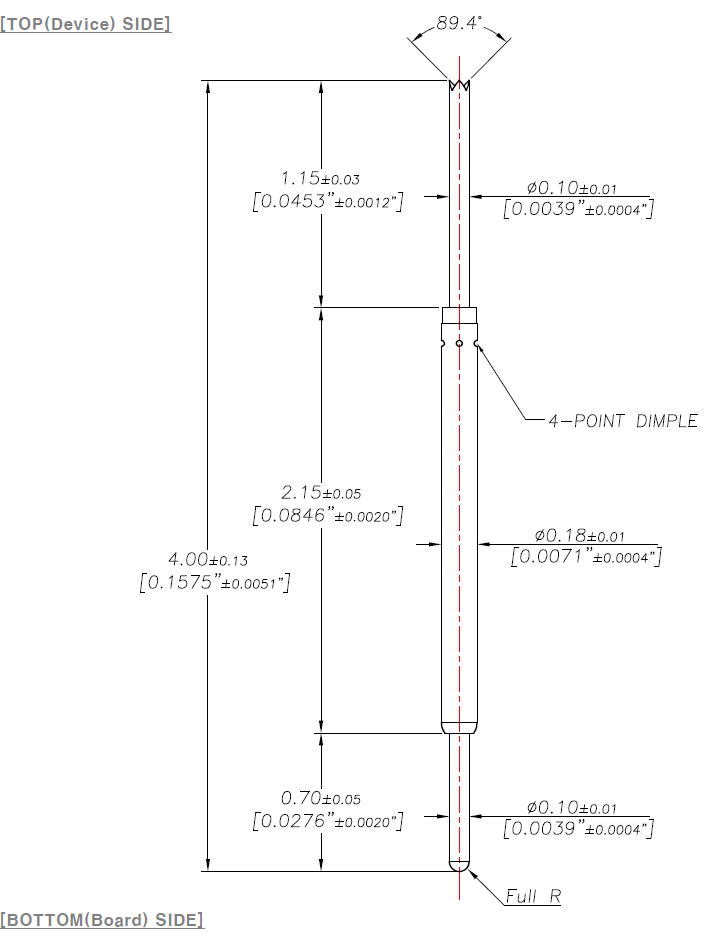 [TOP(Device) SIDE]
89.4°
1.15±0.03
[0.0453”±0.0012”]
ø0.10±0.01
[0.0039”±0.0004”]
4-POINT DIMPLE
2.15±0.05
[0.0846”±0.0020”]
ø0.18±0.01
[0.0071”±0.0004”]
4.00±0.13
[0.1575”±0.0051”]
0.70±0.05
[0.0276”±0.0020”]
ø0.10±0.01
[0.0039”±0.0004”]
Full R
[BOTTOM(Board) SIDE]